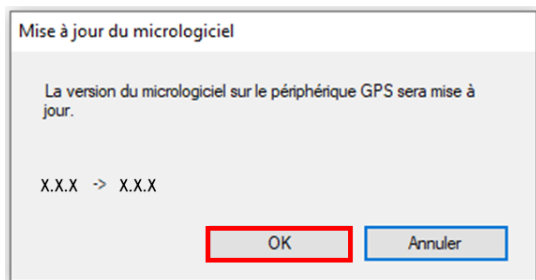 Mise à jour du micrologiciel
La version du micrologiciel sur le périphérique GPS sera mise à
jour.
X.X.X -> X.X.X
OK Annuler